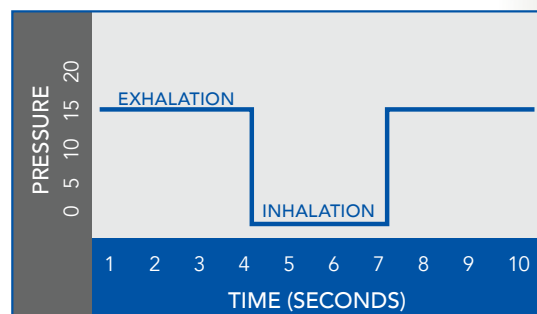 PRESSURE
0 5 10 15 20
EXHALATION
INHALATION
1 2 3 4 5 6 7 8 9 10
TIME (SECONDS)